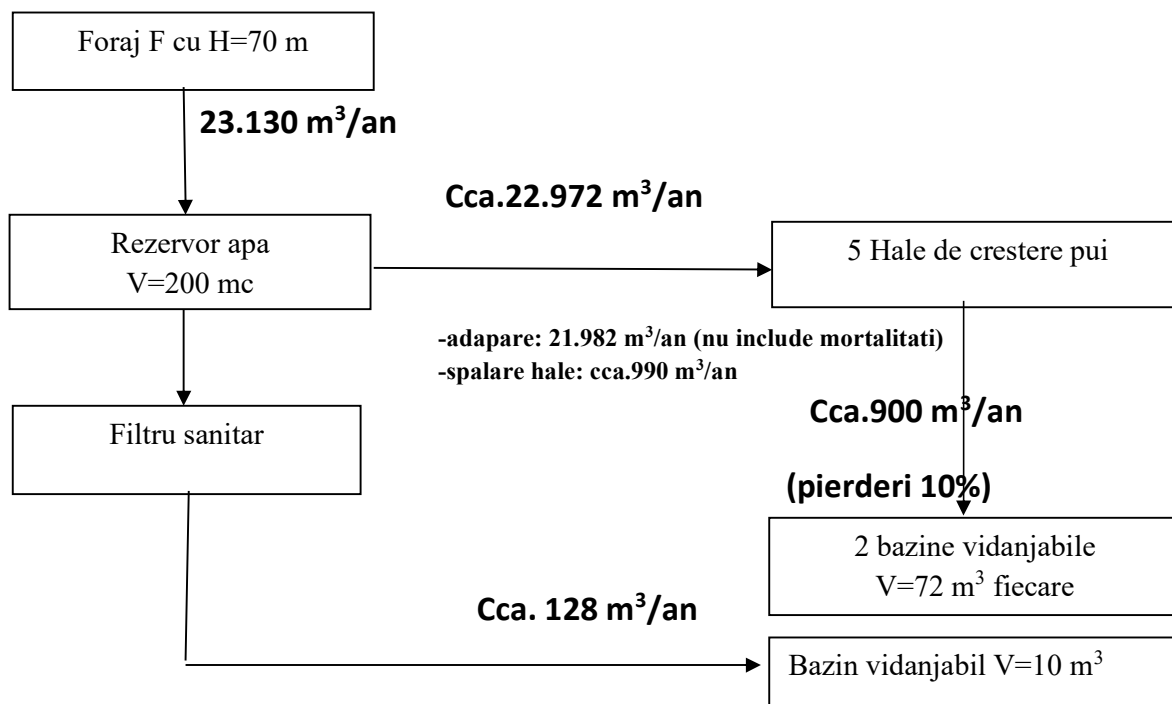 Foraj F cu H=70 m
23.130 m³/an
Cca.22.972 m³/an
Rezervor apa
V=200 mc
5 Hale de crestere pui
-adapare: 21.982 m³/an (nu include mortalitati)
-spalare hale: cca.990 m³/an
Filtru sanitar
Cca.900 m³/an
(pierderi 10%)
2 bazine vidanjabile
V=72 m³ fiecare
Cca. 128 m³/an
Bazin vidanjabil V=10 m³